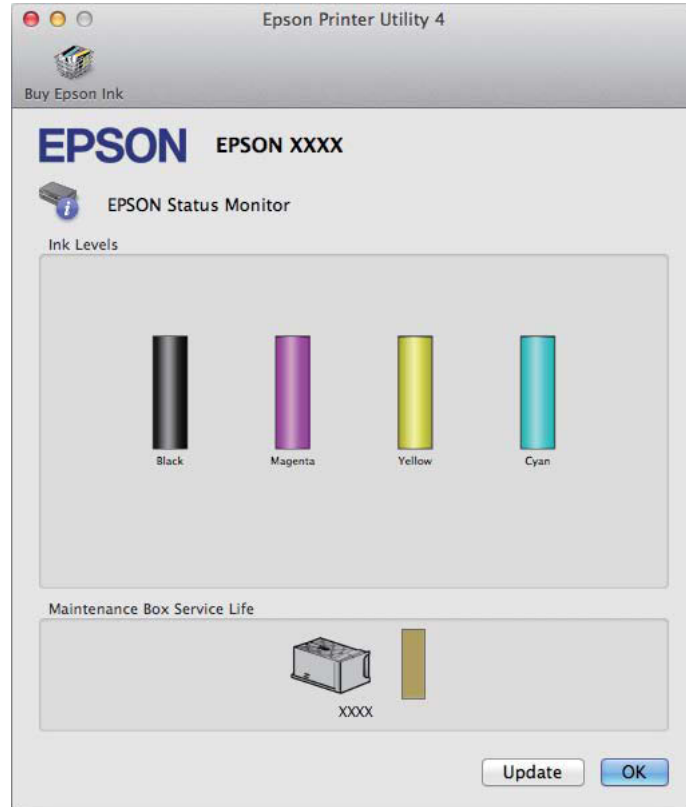 Epson Printer Utility 4
Buy Epson Ink
EPSON EPSON XXXX
i EPSON Status Monitor
Ink Levels
Black Magenta Yellow Cyan
Maintenance Box Service Life
XXXX
Update OK